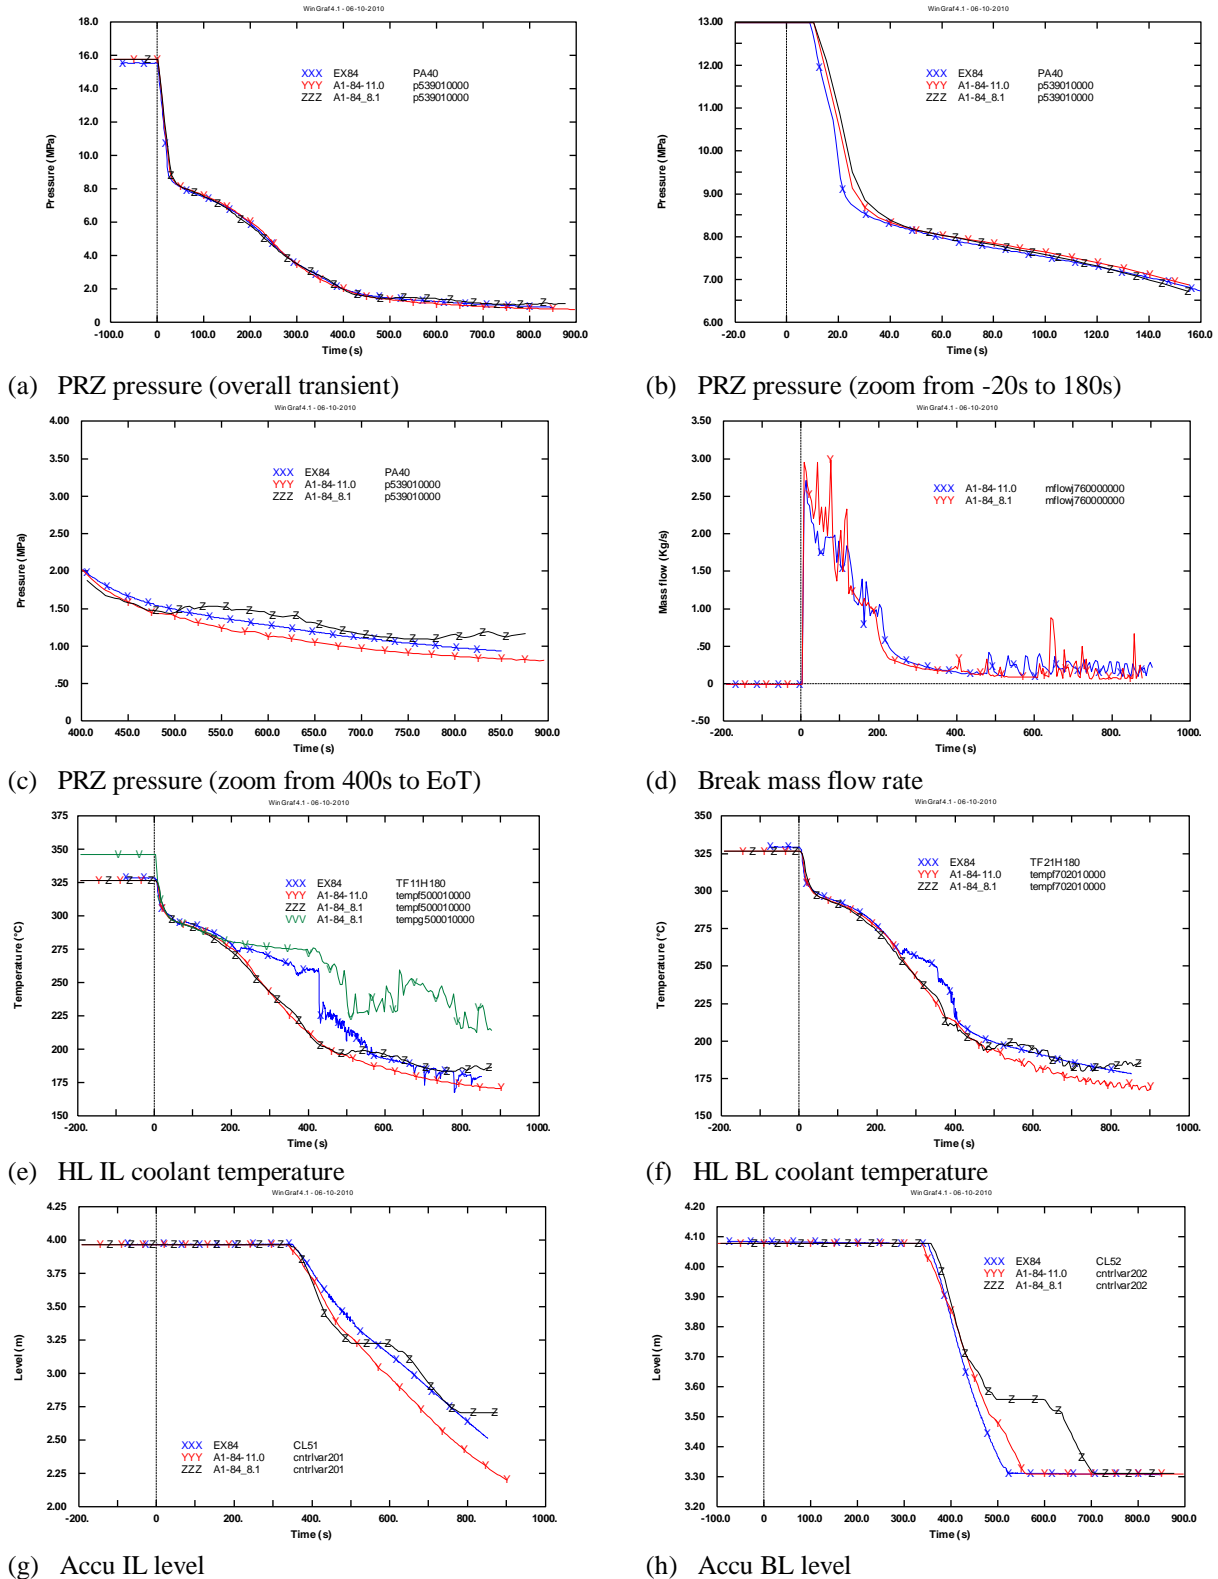 WinGraf 4.1 - 06-10-2010
18.0
16.0
14.0
12.0
10.0
8.0
6.0
4.0
2.0
0
Pressure (MPa)
XXX EX84 PA40
YYY A1-84-11.0 p539010000
ZZZ A1-84_8.1 p539010000
-100.0 0 100.0 200.0 300.0 400.0 500.0 600.0 700.0 800.0 900.0
Time (s)
(a) PRZ pressure (overall transient)
WinGraf 4.1 - 06-10-2010
13.00
12.00
11.00
10.00
9.00
8.00
7.00
6.00
Pressure (MPa)
XXX EX84 PA40
YYY A1-84-11.0 p539010000
ZZZ A1-84_8.1 p539010000
-20.0 0 20.0 40.0 60.0 80.0 100.0 120.0 140.0 160.0
Time (s)
(b) PRZ pressure (zoom from -20s to 180s)
WinGraf 4.1 - 06-10-2010
4.00
3.50
3.00
2.50
2.00
1.50
1.00
.50
0
Pressure (MPa)
XXX EX84 PA40
YYY A1-84-11.0 p539010000
ZZZ A1-84_8.1 p539010000
400.0 450.0 500.0 550.0 600.0 650.0 700.0 750.0 800.0 850.0 900.0
Time (s)
(c) PRZ pressure (zoom from 400s to EoT)
WinGraf 4.1 - 06-10-2010
3.50
3.00
2.50
2.00
1.50
1.00
.50
0
-.50
Mass flow (Kg/s)
XXX A1-84-11.0 mflowj760000000
YYY A1-84_8.1 mflowj760000000
-200. 0 200. 400. 600. 800. 1000.
Time (s)
(d) Break mass flow rate
WinGraf 4.1 - 06-10-2010
375
350
325
300
275
250
225
200
175
150
Temperature (°C)
XXX EX84 TF11H180
YYY A1-84-11.0 tempf500010000
ZZZ A1-84_8.1 tempf500010000
VVV A1-84_8.1 tempg500010000
-200. 0 200. 400. 600. 800. 1000.
Time (s)
(e) HL IL coolant temperature
WinGraf 4.1 - 06-10-2010
350
325
300
275
250
225
200
175
150
Temperature (°C)
XXX EX84 TF21H180
YYY A1-84-11.0 tempf702010000
ZZZ A1-84_8.1 tempf702010000
-200. 0 200. 400. 600. 800. 1000.
Time (s)
(f) HL BL coolant temperature
WinGraf 4.1 - 06-10-2010
4.25
4.00
3.75
3.50
3.25
3.00
2.75
2.50
2.25
2.00
Level (m)
XXX EX84 CL51
YYY A1-84-11.0 cntrlvar201
ZZZ A1-84_8.1 cntrlvar201
-200. 0 200. 400. 600. 800. 1000.
Time (s)
(g) Accu IL level
WinGraf 4.1 - 06-10-2010
4.20
4.10
4.00
3.90
3.80
3.70
3.60
3.50
3.40
3.30
3.20
Level (m)
XXX EX84 CL52
YYY A1-84-11.0 cntrlvar202
ZZZ A1-84_8.1 cntrlvar202
-100.0 0 100.0 200.0 300.0 400.0 500.0 600.0 700.0 800.0 900.0
Time (s)
(h) Accu BL level